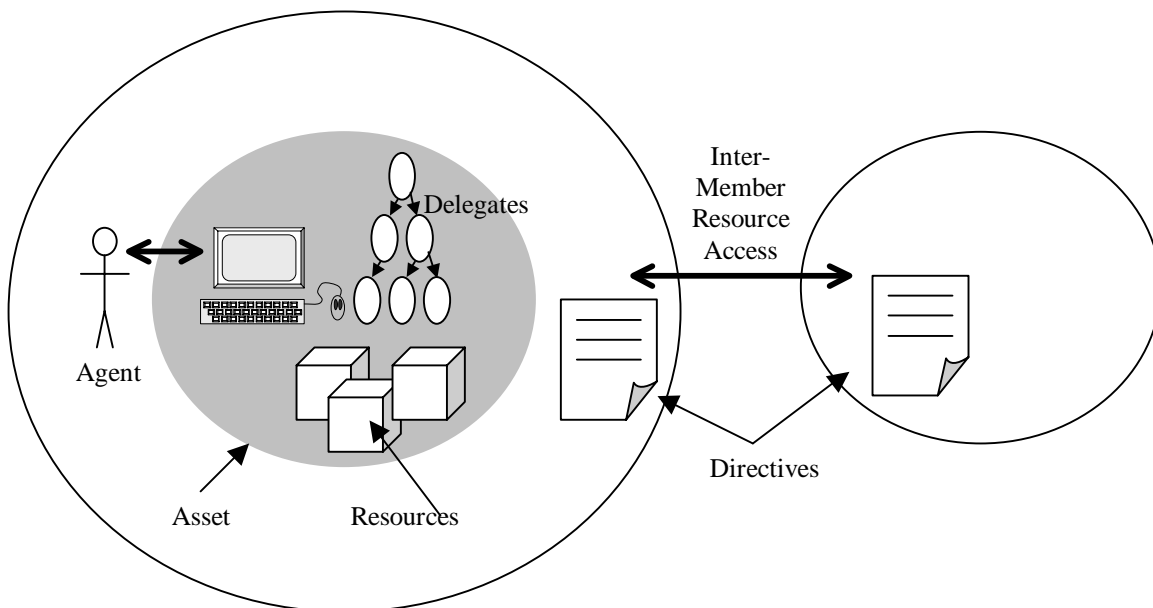 Inter-
Member
Resource
Access
Delegates
Agent
Directives
Asset
Resources